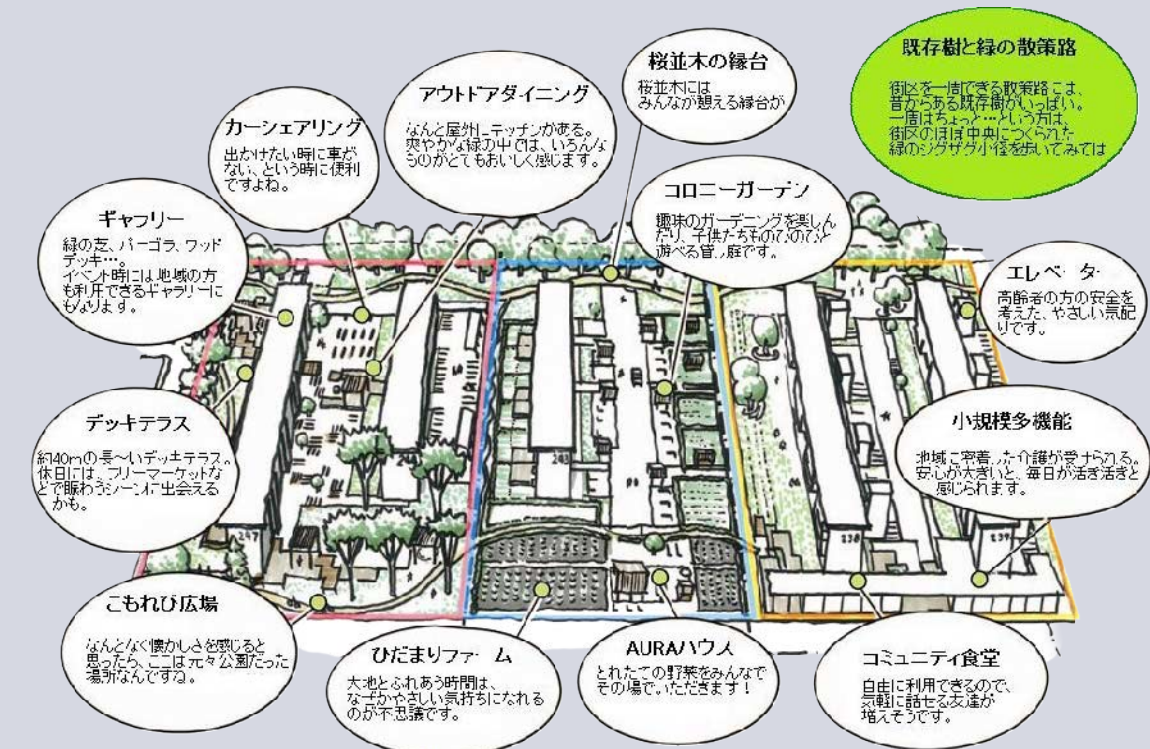 既存樹と緑の散策路
街区を一周できる散策路には、
昔からある既存樹がいっぱい。
一周はちょっと…という方は、
街区のほぼ中央につくられた
緑のジグザグ小径を歩いてみては
桜並木の縁台
桜並木には
みんなが憩える縁台が
アウトドアダイニング
なんと屋外にキッチンがある。
爽やかな緑の中では、いろんな
ものがとてもおいしく感じます。
カーシェアリング
出かけたい時に車が
ない、という時に便利
ですよね。
コロニーガーデン
趣味のガーデニングを楽しん
だり、子供たちものびのびと
遊べる貸し庭です。
ギャラリー
緑の芝、パーゴラ、ウッド
デッキ…。
イベント時には地域の方
も利用できるギャラリーに
もなります。
エレベーター
高齢者の方の安全を
考えた、やさしい気配
りです。
デッキテラス
約40mの長〜いデッキテラス。
休日には、フリーマーケットな
どで賑わうシーンに出会える
かも。
小規模多機能
地域に密着した介護が受けられる。
安心が大きいと、毎日が活き活きと
感じられます。
247
248
243
238
239
こもれび広場
なんとなく懐かしさを感じると
思ったら、ここは元々公園だった
場所なんですね。
ひだまりファーム
大地とふれあう時間は、
なぜかやさしい気持ちになれる
のが不思議です。
AURAハウス
とれたての野菜をみんなで
その場でいただきます！
コミュニティ食堂
自由に利用できるので、
気軽に話せる友達が
増えそうです。